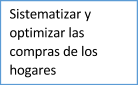 Sistematizar y
optimizar las
compras de los
hogares